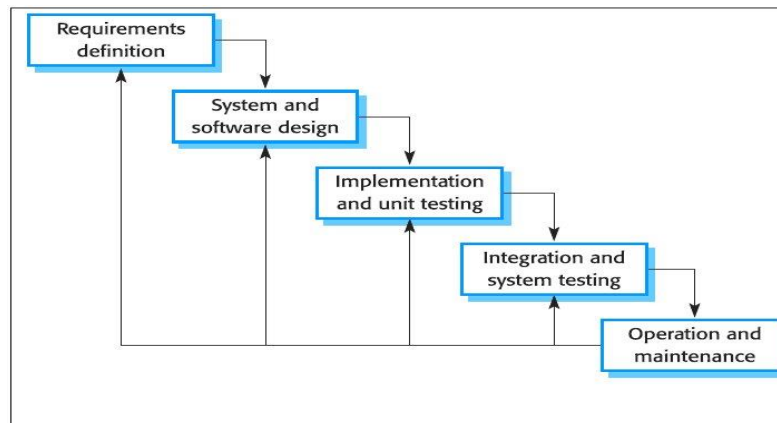 Requirements
definition
System and
software design
Implementation
and unit testing
Integration and
system testing
Operation and
maintenance